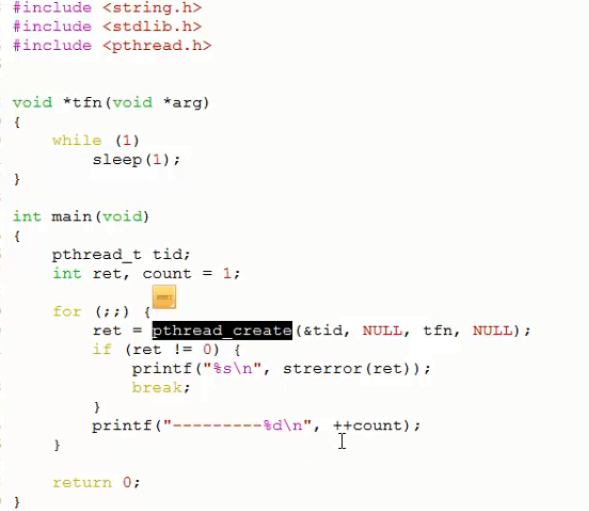 #include <string.h>
#include <stdlib.h>
#include <pthread.h>
void *tfn(void *arg)
{
while (1)
sleep(1);
}
int main(void)
{
pthread_t tid;
int ret, count = 1;
for (;;) {
ret = pthread_create(&tid, NULL, tfn, NULL);
if (ret != 0) {
printf("%s\n", strerror(ret));
break;
}
printf("---------%d\n", ++count);
}
return 0;
}